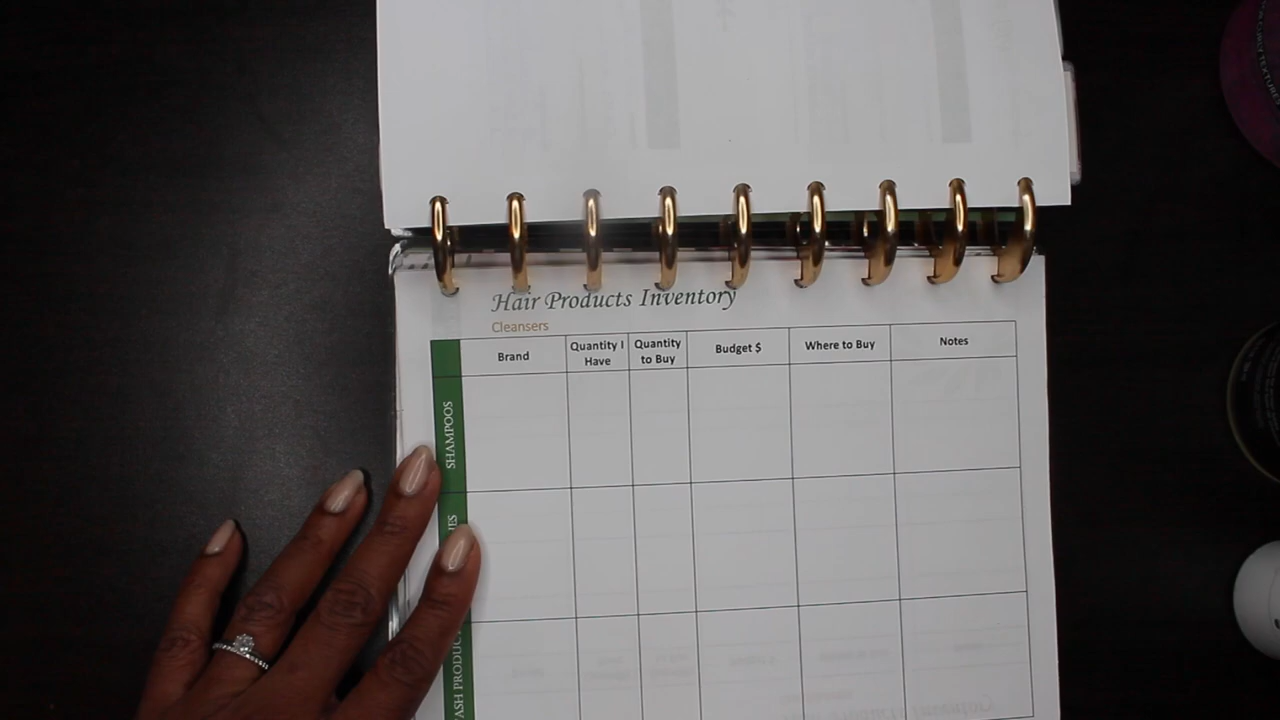 Hair Products Inventory
Cleansers
Brand
Quantity I
Have
Quantity
to Buy
Budget $
Where to Buy
Notes
SHAMPOOS